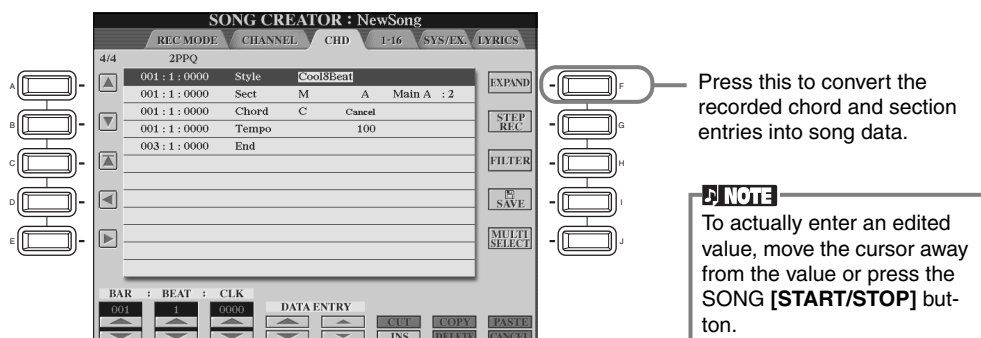 SONG CREATOR : NewSong
REC MODE CHANNEL CHD 1-16 SYS/EX. LYRICS
4/4 2PPQ
001 : 1 : 0000 Style Cool8Beat
001 : 1 : 0000 Sect M A Main A : 2
001 : 1 : 0000 Chord C Cancel
001 : 1 : 0000 Tempo 100
003 : 1 : 0000 End
A
B
C
D
E
EXPAND
STEP
REC
FILTER
SAVE
MULTI
SELECT
F
G
H
I
J
BAR : BEAT : CLK DATA ENTRY
001 1 0000
CUT COPY PASTE
INS DELETE CANCEL
Press this to convert the
recorded chord and section
entries into song data.
NOTE
To actually enter an edited
value, move the cursor away
from the value or press the
SONG [START/STOP] but-
ton.